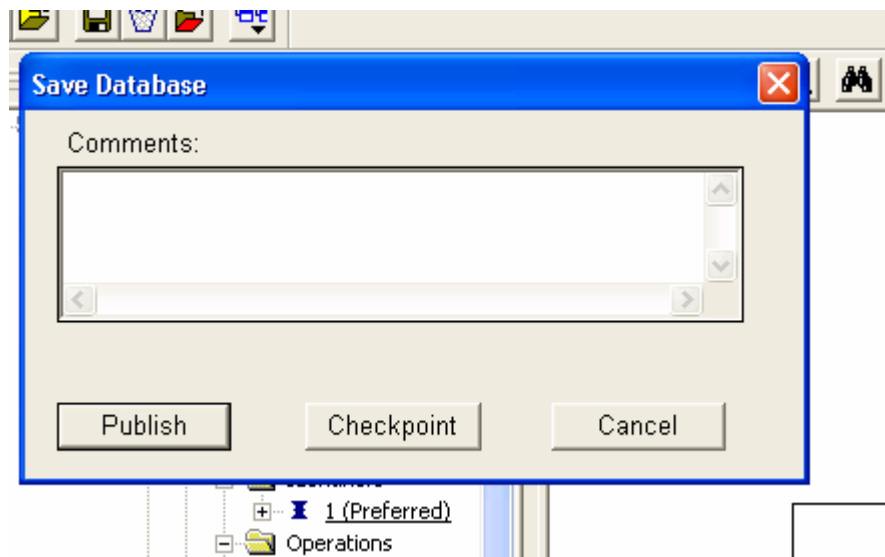 Save Database
Comments:
Publish Checkpoint Cancel
1 (Preferred)
Operations